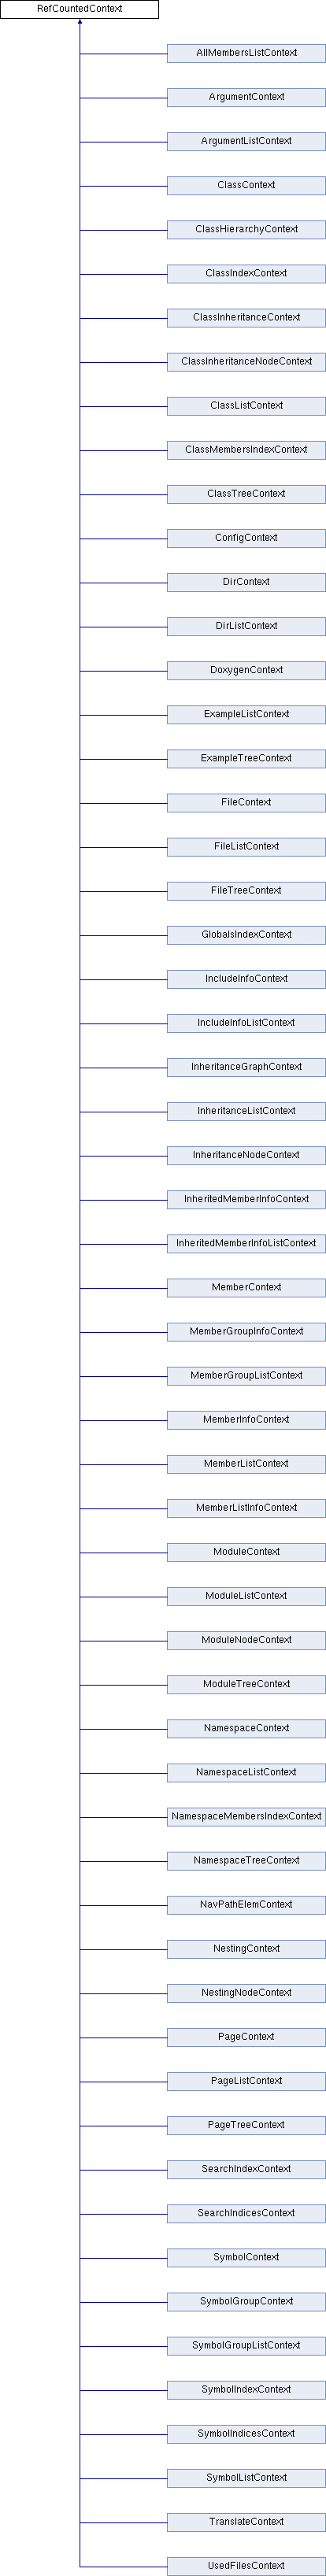 RefCountedContext
AllMembersListContext
ArgumentContext
ArgumentListContext
ClassContext
ClassHierarchyContext
ClassIndexContext
ClassInheritanceContext
ClassInheritanceNodeContext
ClassListContext
ClassMembersIndexContext
ClassTreeContext
ConfigContext
DirContext
DirListContext
DoxygenContext
ExampleListContext
ExampleTreeContext
FileContext
FileListContext
FileTreeContext
GlobalsIndexContext
IncludeInfoContext
IncludeInfoListContext
InheritanceGraphContext
InheritanceListContext
InheritanceNodeContext
InheritedMemberInfoContext
InheritedMemberInfoListContext
MemberContext
MemberGroupInfoContext
MemberGroupListContext
MemberInfoContext
MemberListContext
MemberListInfoContext
ModuleContext
ModuleListContext
ModuleNodeContext
ModuleTreeContext
NamespaceContext
NamespaceListContext
NamespaceMembersIndexContext
NamespaceTreeContext
NavPathElemContext
NestingContext
NestingNodeContext
PageContext
PageListContext
PageTreeContext
SearchIndexContext
SearchIndicesContext
SymbolContext
SymbolGroupContext
SymbolGroupListContext
SymbolIndexContext
SymbolIndicesContext
SymbolListContext
TranslateContext
UsedFilesContext